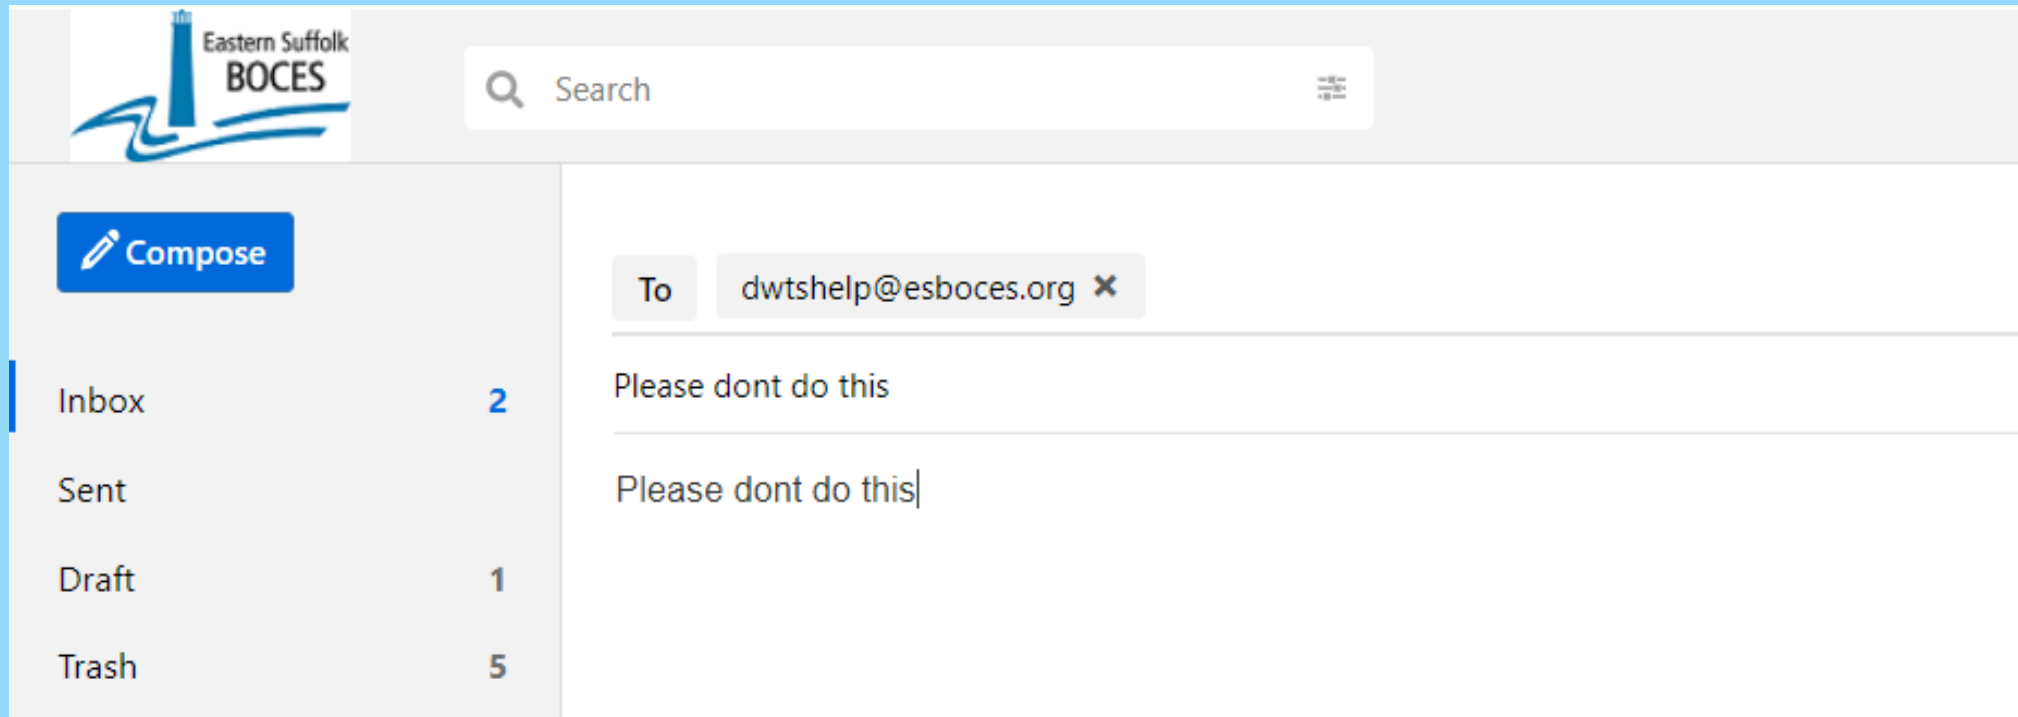 Eastern Suffolk
BOCES
Search
Compose
To dwtshelp@esboces.org
Inbox 2
Please dont do this
Sent
Please dont do this
Draft 1
Trash 5